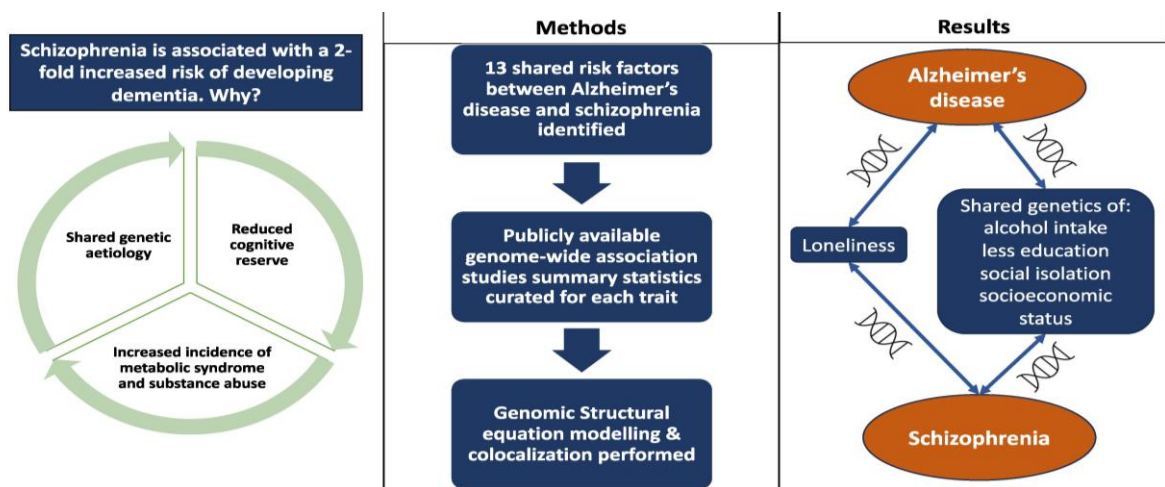 Schizophrenia is associated with a 2-
fold increased risk of developing
dementia. Why?
Shared genetic
aetiology
Reduced
cognitive
reserve
Increased incidence of
metabolic syndrome
and substance abuse
Methods
13 shared risk factors
between Alzheimer's
disease and schizophrenia
identified
Publicly available
genome-wide association
studies summary statistics
curated for each trait
Genomic Structural
equation modelling &
colocalization performed
Results
Alzheimer's
disease
Loneliness
Shared genetics of:
alcohol intake
less education
social isolation
socioeconomic
status
Schizophrenia